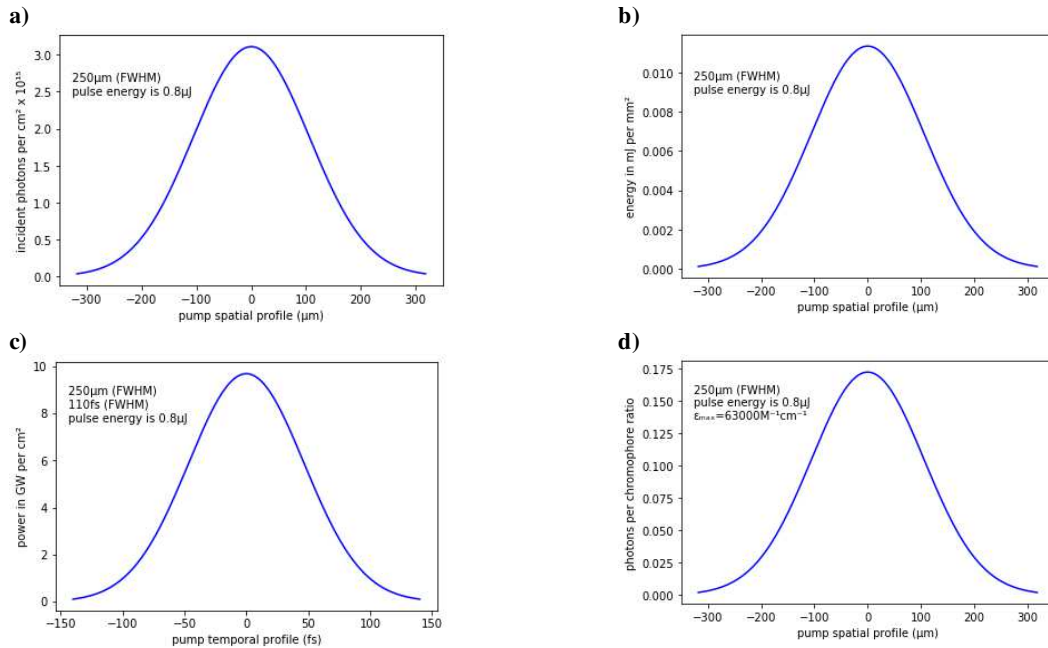 a)
3.0
2.5
2.0
1.5
1.0
0.5
0.0
incident photons per cm² x 10¹⁵
250μm (FWHM)
pulse energy is 0.8μJ
−300 −200 −100 0 100 200 300
pump spatial profile (μm)
b)
0.010
0.008
0.006
0.004
0.002
0.000
energy in mJ per mm²
250μm (FWHM)
pulse energy is 0.8μJ
−300 −200 −100 0 100 200 300
pump spatial profile (μm)
c)
10
8
6
4
2
0
power in GW per cm²
250μm (FWHM)
110fs (FWHM)
pulse energy is 0.8μJ
−150 −100 −50 0 50 100 150
pump temporal profile (fs)
d)
0.175
0.150
0.125
0.100
0.075
0.050
0.025
0.000
photons per chromophore ratio
250μm (FWHM)
pulse energy is 0.8μJ
εₘₐₓ=63000M⁻¹cm⁻¹
−300 −200 −100 0 100 200 300
pump spatial profile (μm)